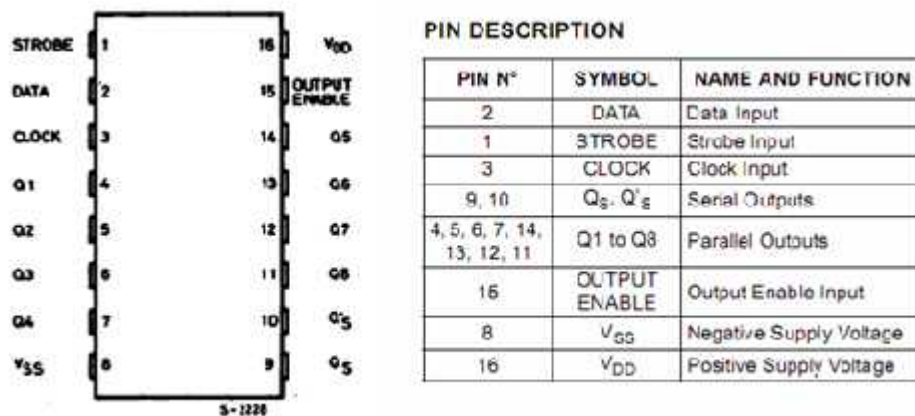 STROBE 1 16 VDD
DATA 2 15 OUTPUT ENABLE
CLOCK 3 14 Q5
Q1 4 13 Q6
Q2 5 12 Q7
Q3 6 11 Q8
Q4 7 10 Q'S
VSS 8 9 QS
S-1228
PIN DESCRIPTION
PIN N° SYMBOL NAME AND FUNCTION
2 DATA Data Input
1 STROBE Strobe Input
3 CLOCK Clock Input
9, 10 QS, Q'S Serial Outputs
4, 5, 6, 7, 14,
13, 12, 11 Q1 to Q8 Parallel Outputs
15 OUTPUT
ENABLE Output Enable Input
8 VSS Negative Supply Voltage
16 VDD Positive Supply Voltage